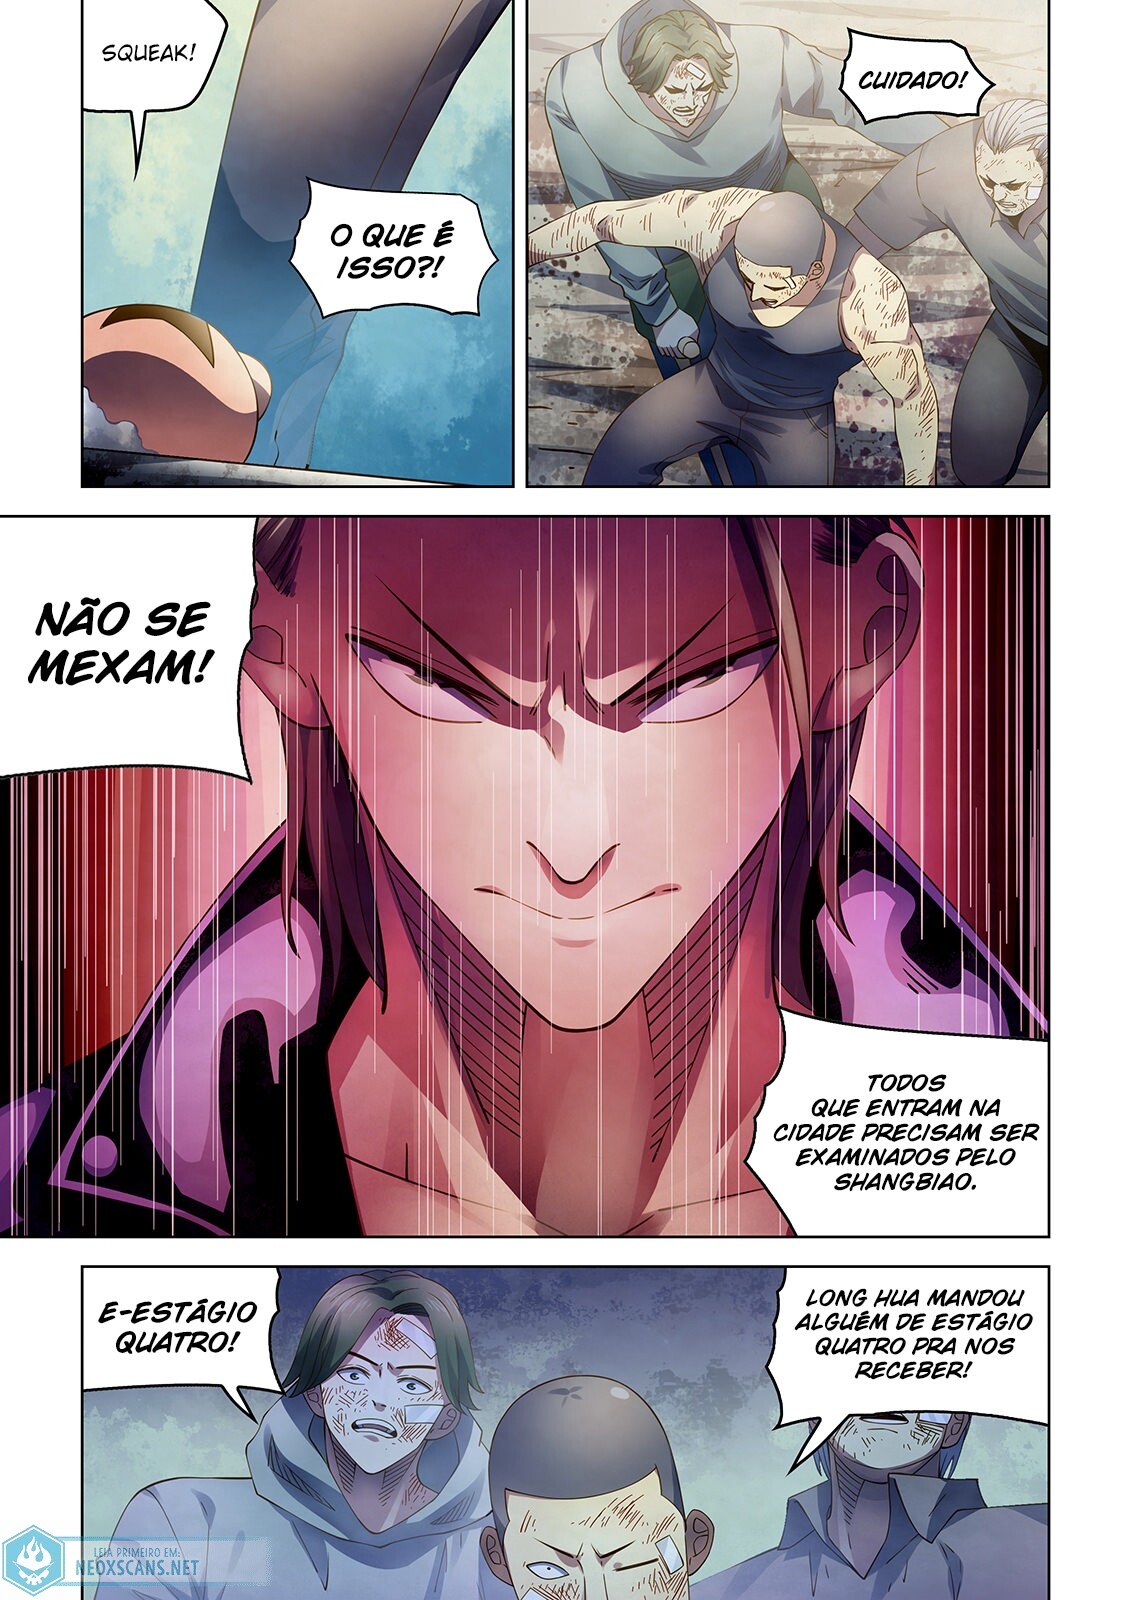 SQUEAK!
O QUE É
ISSO?!
CUIDADO!
NÃO SE
MEXAM!
TODOS
QUE ENTRAM NA
CIDADE PRECISAM SER
EXAMINADOS PELO
SHANGBIAO.
E-ESTÁGIO
QUATRO!
LONG HUA MANDOU
ALGUÉM DE ESTÁGIO
QUATRO PRA NOS
RECEBER!
LEIA PRIMEIRO EM:
NEOXSCANS.NET